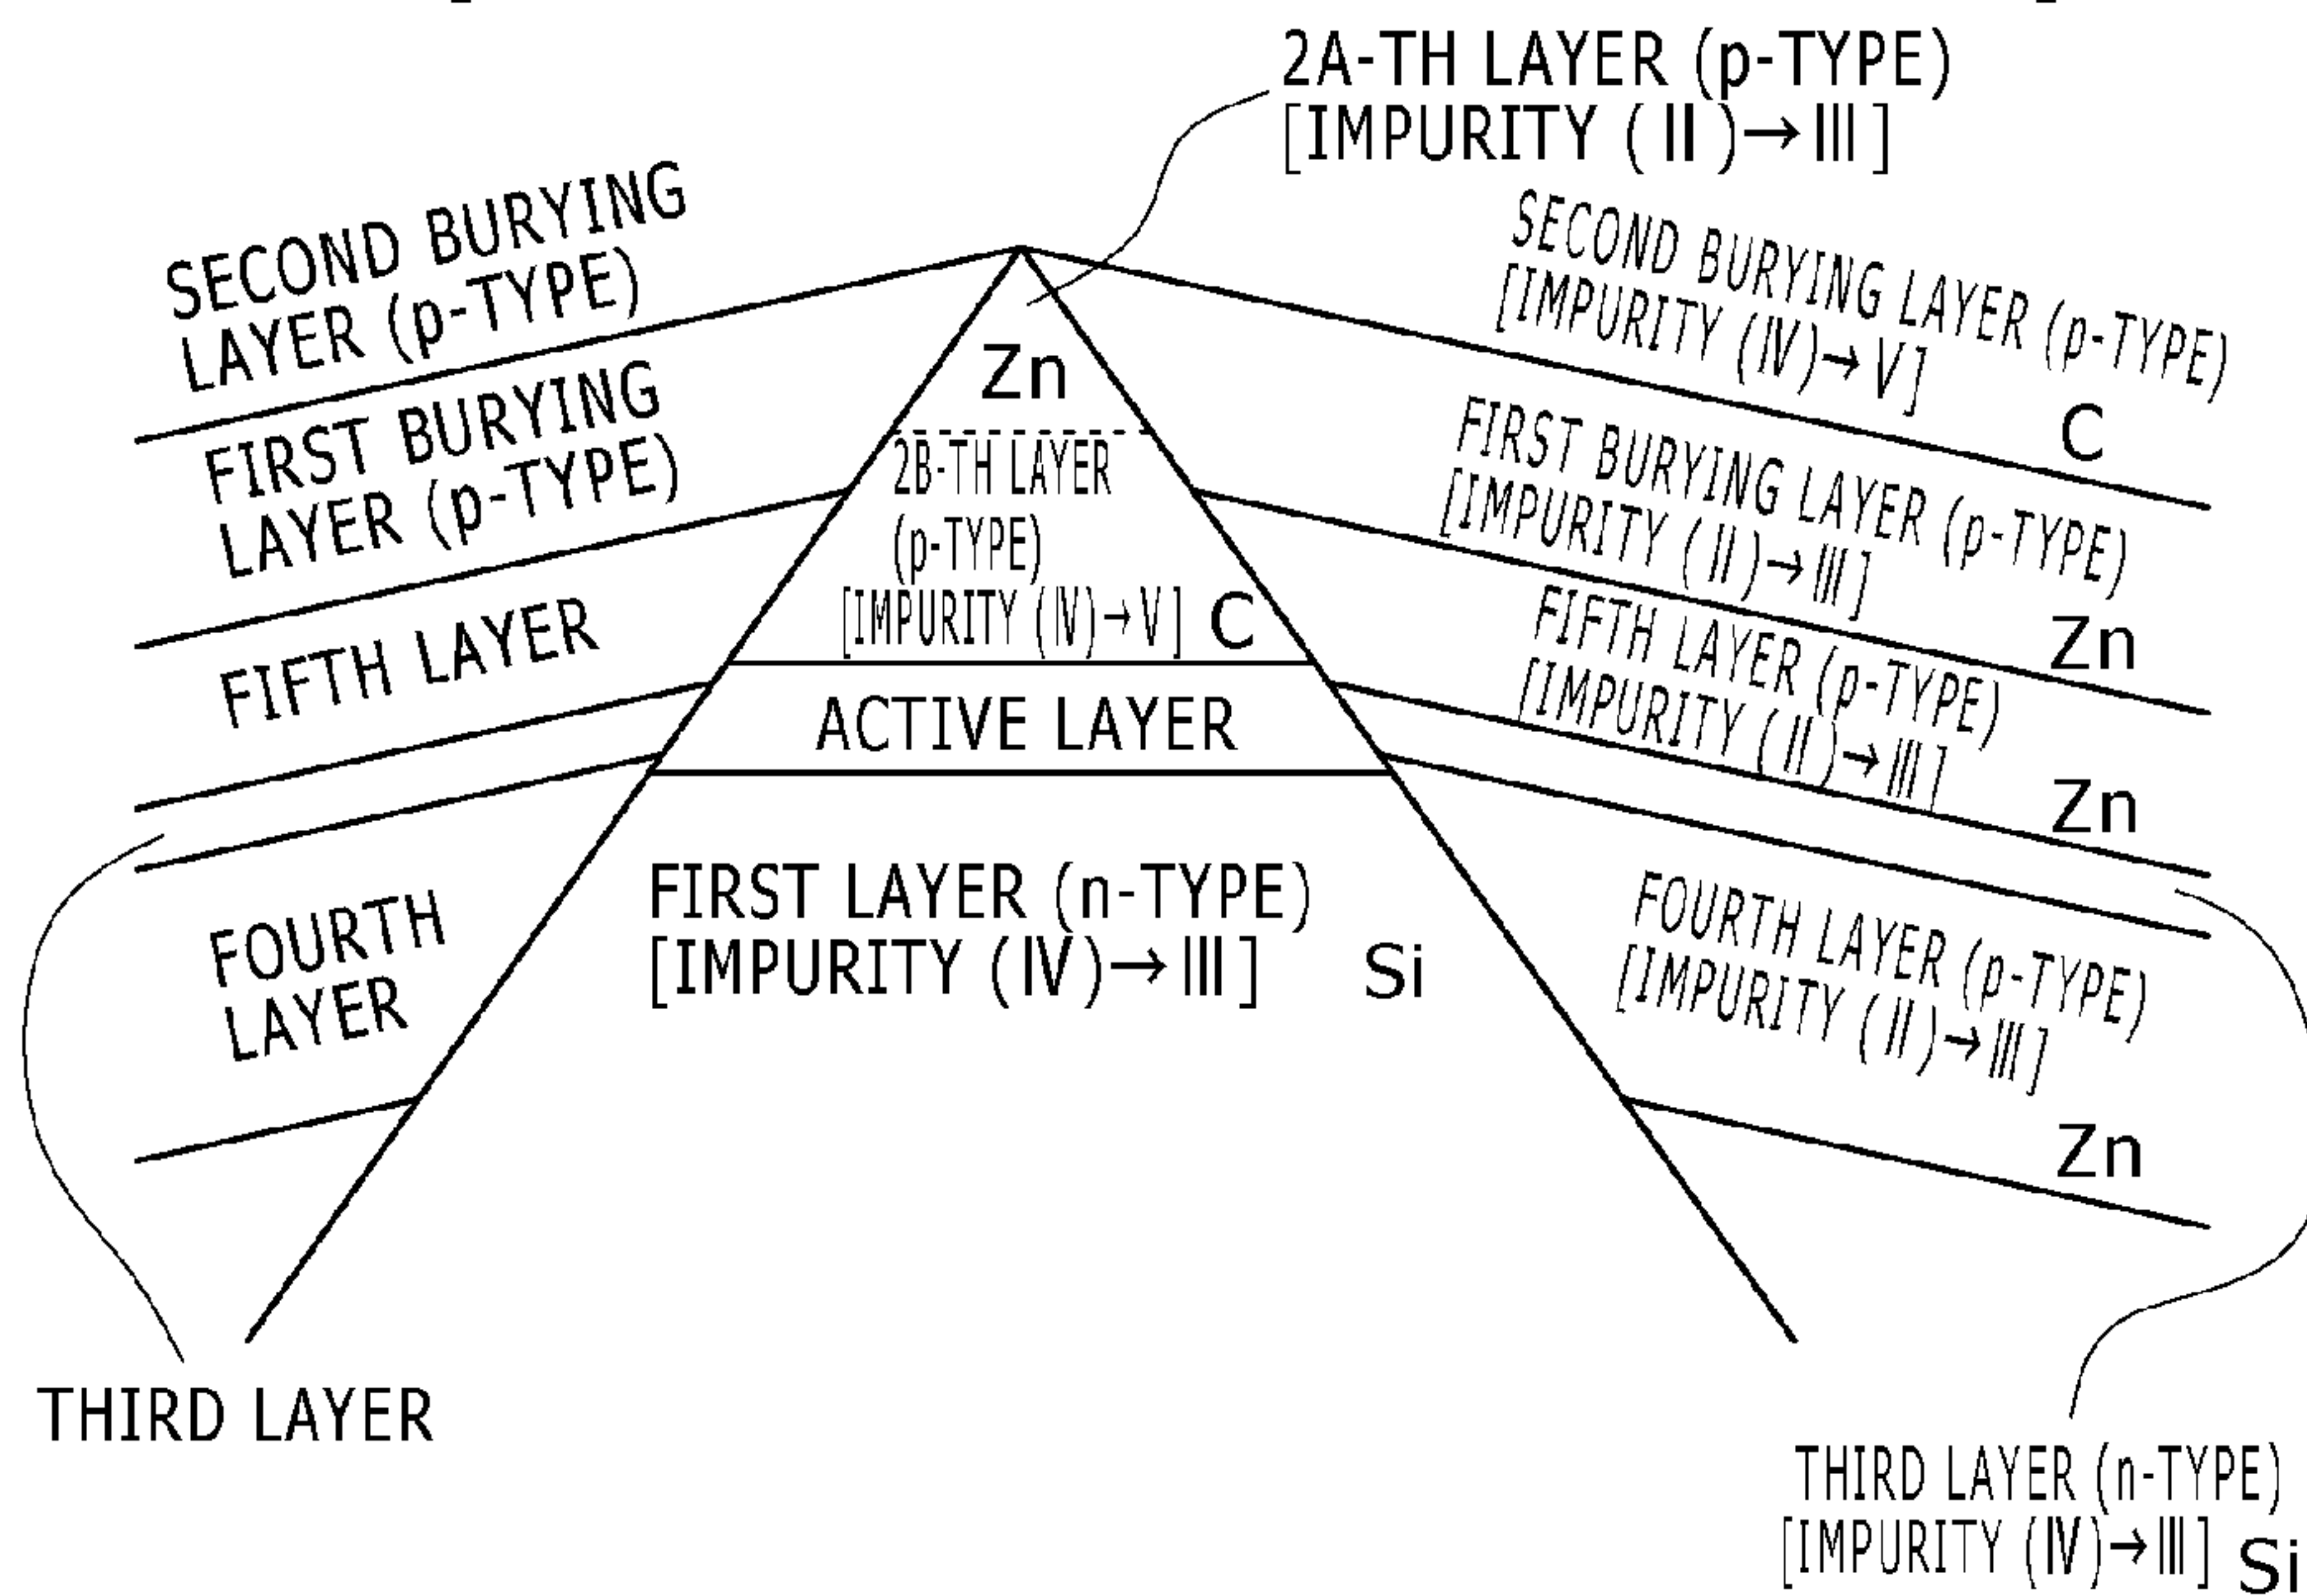 2A-TH LAYER (p-TYPE)
[IMPURITY (II)→III]
SECOND BURYING
LAYER (p-TYPE)
SECOND BURYING LAYER (p-TYPE)
[IMPURITY (IV)→V]
C
Zn
FIRST BURYING
LAYER (p-TYPE)
2B-TH LAYER
(p-TYPE)
[IMPURITY (IV)→V] C
FIRST BURYING LAYER (p-TYPE)
[IMPURITY (II)→III]
Zn
FIFTH LAYER
ACTIVE LAYER
FIFTH LAYER (p-TYPE)
[IMPURITY (II)→III]
Zn
FOURTH
LAYER
FIRST LAYER (n-TYPE)
[IMPURITY (IV)→III] Si
FOURTH LAYER (p-TYPE)
[IMPURITY (II)→III]
Zn
THIRD LAYER
THIRD LAYER (n-TYPE)
[IMPURITY (IV)→III] Si